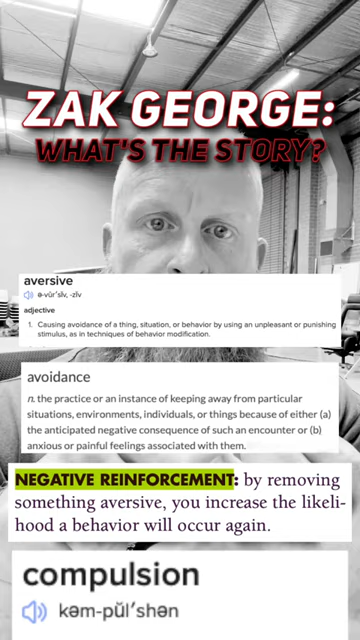 ZAK GEORGE:
WHAT'S THE STORY?
aversive
ə-vûr′sĭv, -zĭv
adjective
1. Causing avoidance of a thing, situation, or behavior by using an unpleasant or punishing
stimulus, as in techniques of behavior modification.
avoidance
n. the practice or an instance of keeping away from particular
situations, environments, individuals, or things because of either (a)
the anticipated negative consequence of such an encounter or (b)
anxious or painful feelings associated with them.
NEGATIVE REINFORCEMENT: by removing
something aversive, you increase the likeli-
hood a behavior will occur again.
compulsion
kəm-pŭl′shən